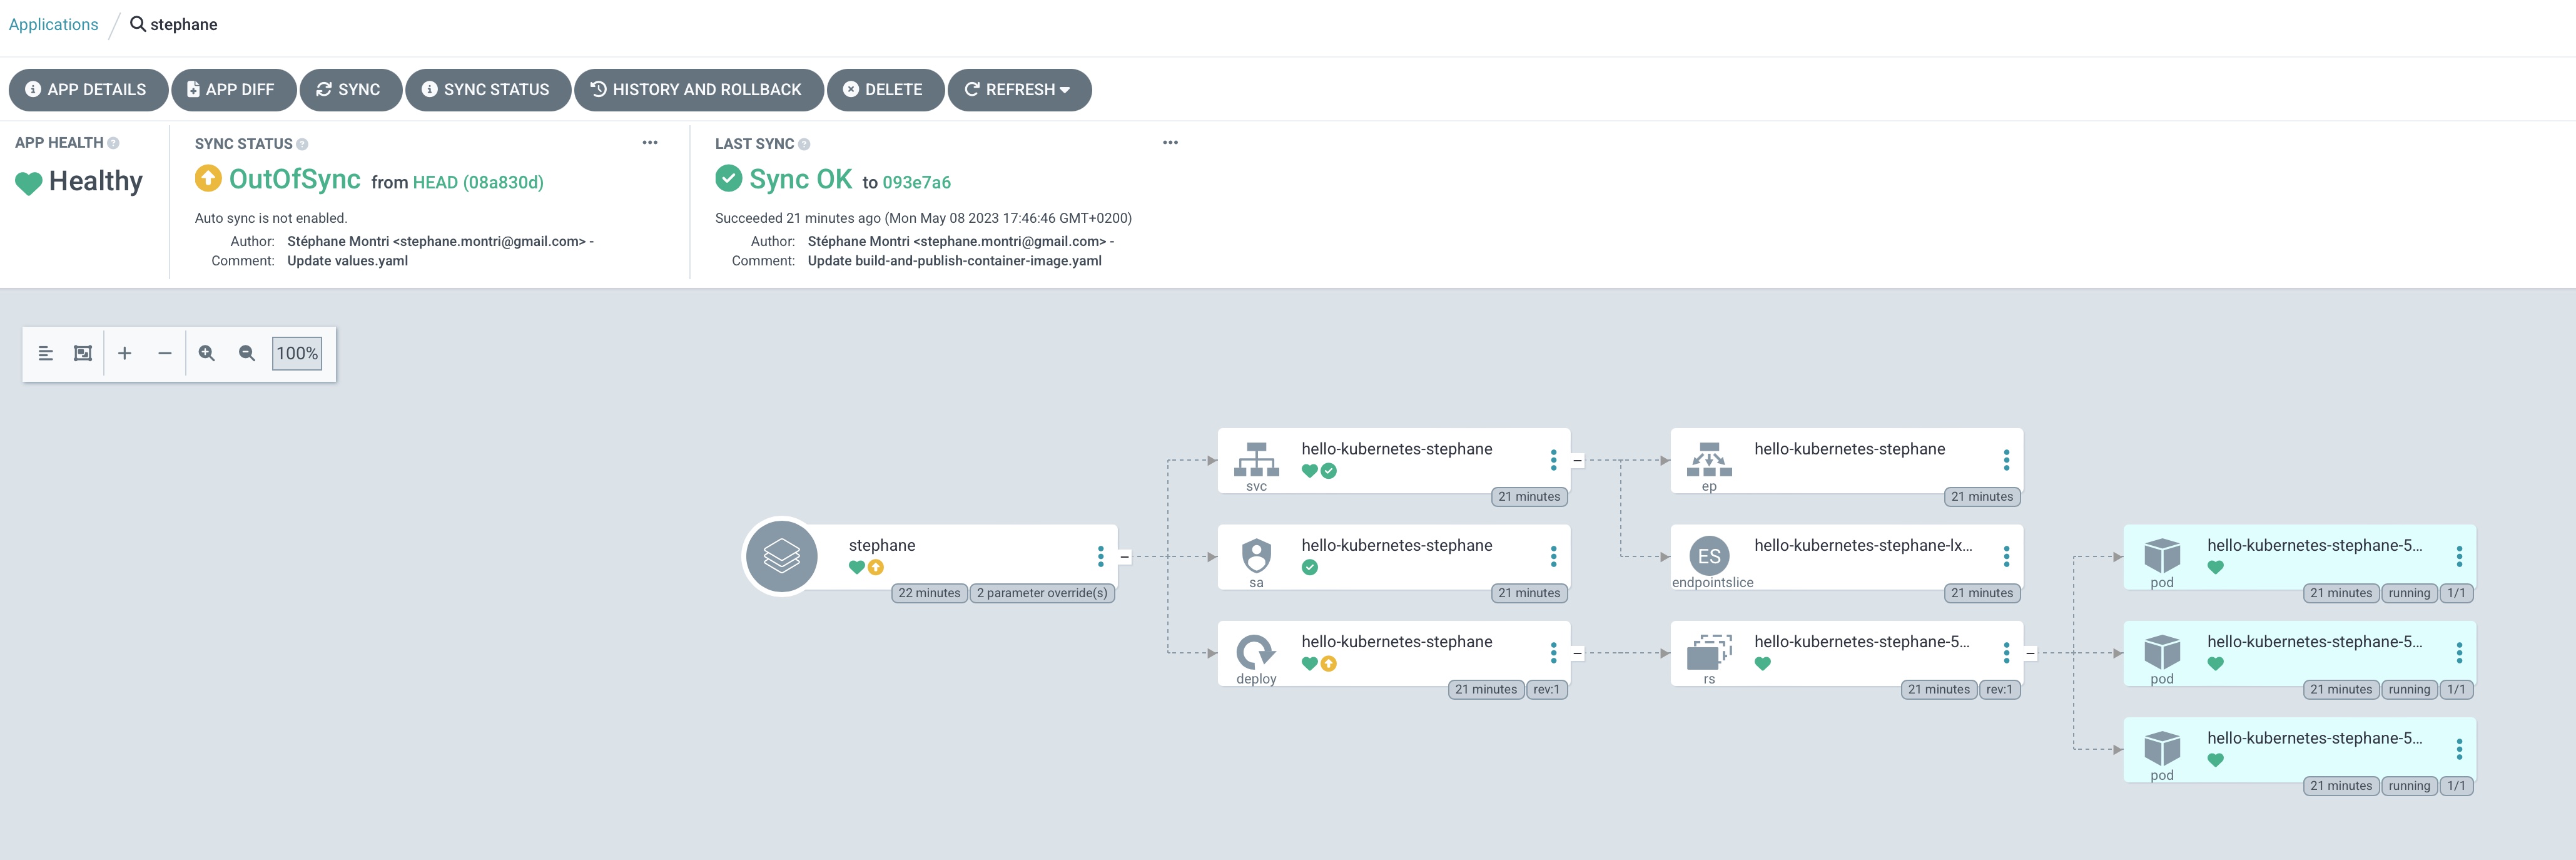 Applications / stephane
APP DETAILS APP DIFF SYNC SYNC STATUS HISTORY AND ROLLBACK DELETE REFRESH
APP HEALTH
Healthy
SYNC STATUS
OutOfSync from HEAD (08a830d)
Auto sync is not enabled.
Author: Stéphane Montri <stephane.montri@gmail.com> -
Comment: Update values.yaml
LAST SYNC
Sync OK to 093e7a6
Succeeded 21 minutes ago (Mon May 08 2023 17:46:46 GMT+0200)
Author: Stéphane Montri <stephane.montri@gmail.com> -
Comment: Update build-and-publish-container-image.yaml
100%
stephane
22 minutes 2 parameter override(s)
hello-kubernetes-stephane
svc
21 minutes
hello-kubernetes-stephane
sa
21 minutes
hello-kubernetes-stephane
deploy
21 minutes rev:1
hello-kubernetes-stephane
ep
21 minutes
ES
hello-kubernetes-stephane-lx...
endpointslice
21 minutes
hello-kubernetes-stephane-5...
rs
21 minutes rev:1
hello-kubernetes-stephane-5...
pod
21 minutes running 1/1
hello-kubernetes-stephane-5...
pod
21 minutes running 1/1
hello-kubernetes-stephane-5...
pod
21 minutes running 1/1